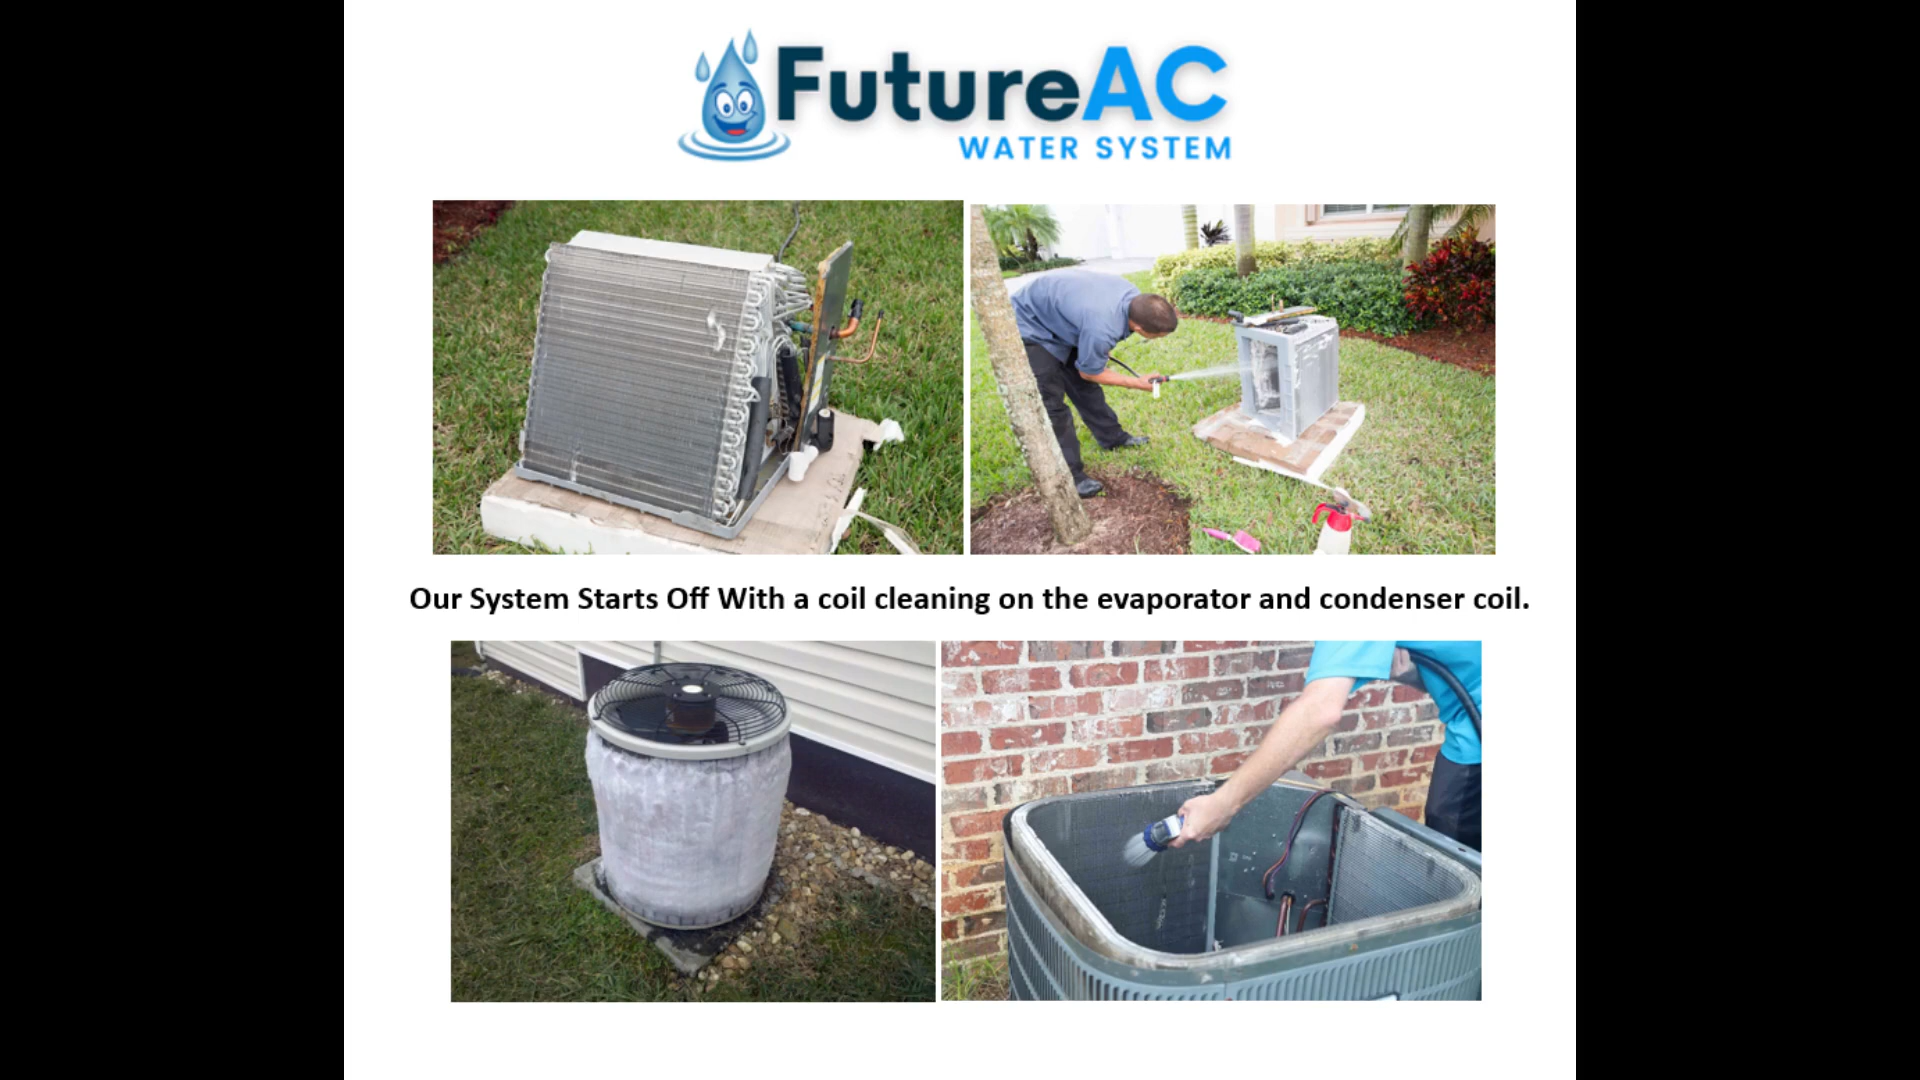 FutureAC
WATER SYSTEM
Our System Starts Off With a coil cleaning on the evaporator and condenser coil.